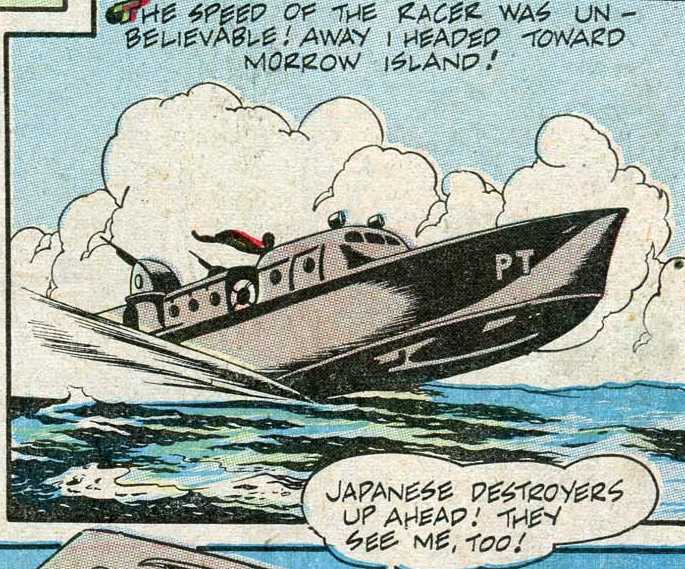 THE SPEED OF THE RACER WAS UN-
BELIEVABLE! AWAY I HEADED TOWARD
MORROW ISLAND!
PT
JAPANESE DESTROYERS
UP AHEAD! THEY
SEE ME, TOO!